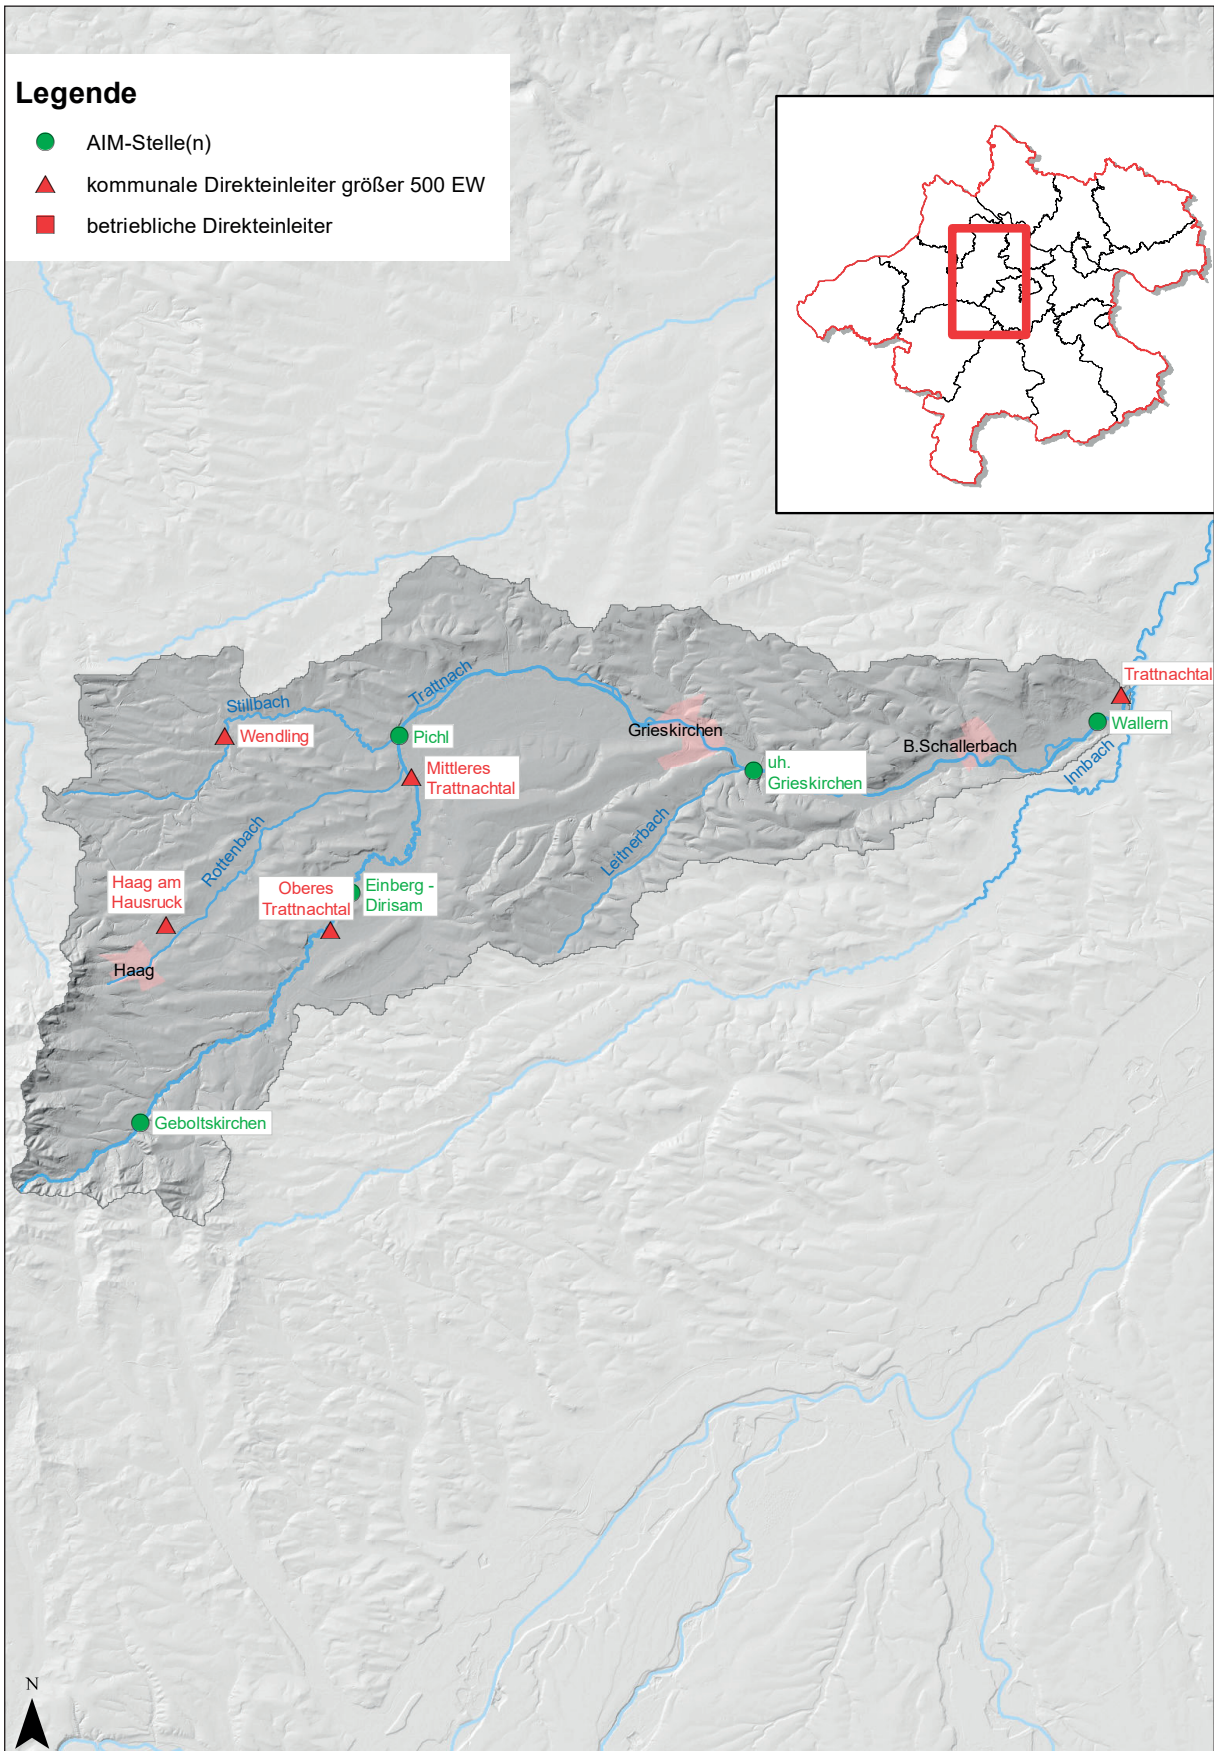 Legende
AIM-Stelle(n)
kommunale Direkteinleiter größer 500 EW
betriebliche Direkteinleiter
Trattnachtal
Trattnach
Stillbach
Wendling
Pichl
Grieskirchen
Wallern
B.Schallerbach
Innbach
Mittleres
Trattnachtal
uh.
Grieskirchen
Rottenbach
Leitnerbach
Haag am
Hausruck
Oberes
Trattnachtal
Einberg -
Dirisam
Haag
Geboltskirchen
N